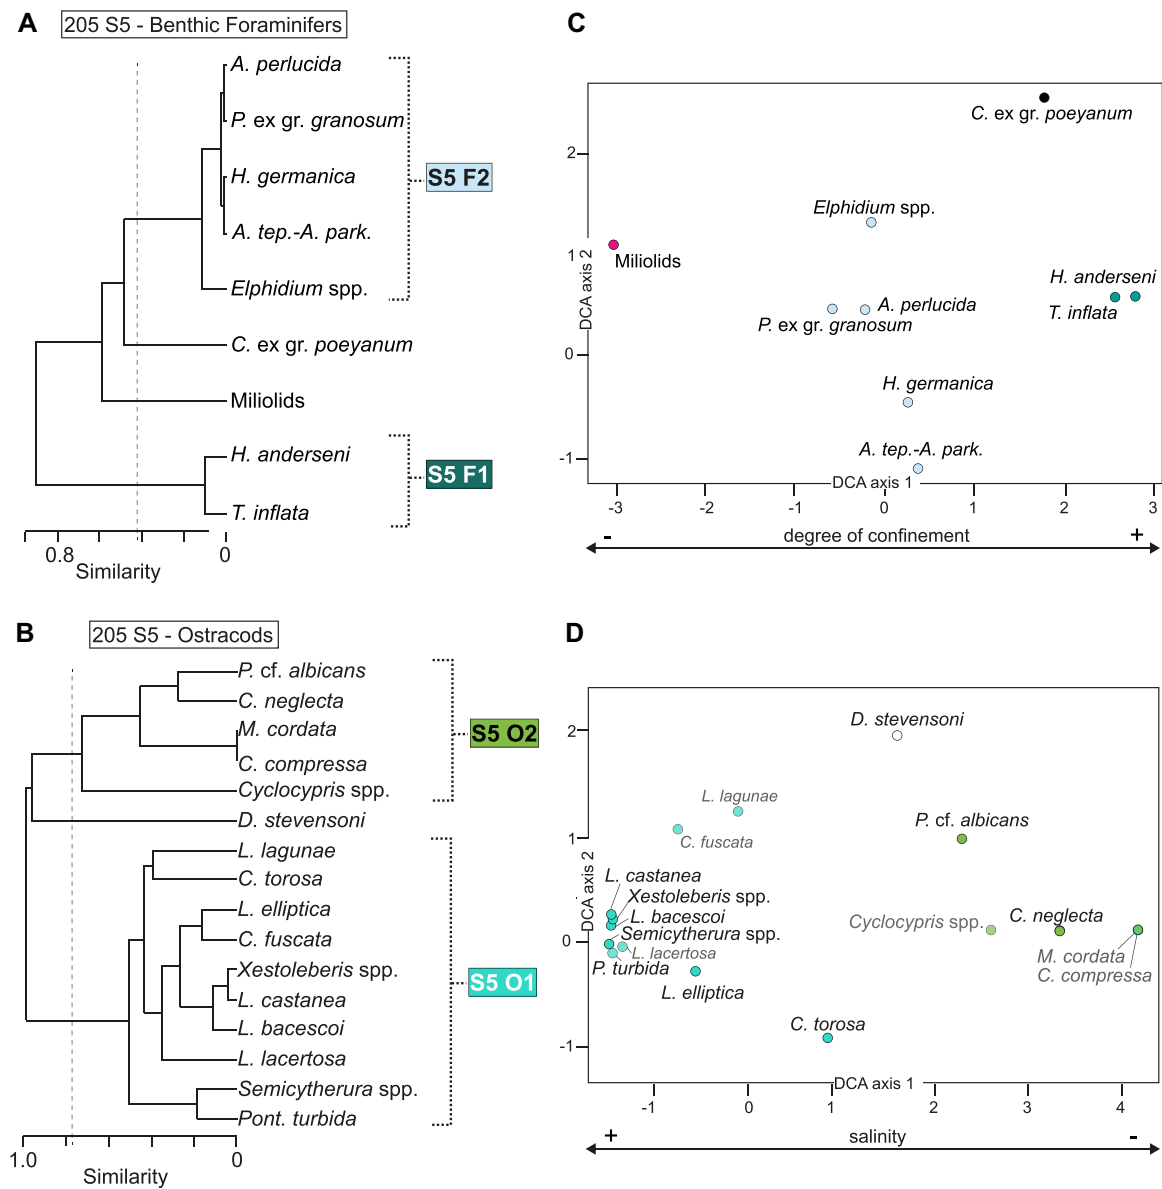 A
205 S5 - Benthic Foraminifers
A. perlucida
P. ex gr. granosum
H. germanica
A. tep.-A. park.
Elphidium spp.
C. ex gr. poeyanum
Miliolids
H. anderseni
T. inflata
S5 F2
S5 F1
0.8
0
Similarity
C
C. ex gr. poeyanum
2
Elphidium spp.
1
Miliolids
H. anderseni
T. inflata
A. perlucida
P. ex gr. granosum
0
H. germanica
A. tep.-A. park.
-1
DCA axis 2
DCA axis 1
-3
-2
-1
0
1
2
3
-
degree of confinement
+
B
205 S5 - Ostracods
P. cf. albicans
C. neglecta
M. cordata
C. compressa
Cyclocypris spp.
D. stevensoni
L. lagunae
C. torosa
L. elliptica
C. fuscata
Xestoleberis spp.
L. castanea
L. bacescoi
L. lacertosa
Semicytherura spp.
Pont. turbida
S5 O2
S5 O1
1.0
0
Similarity
D
D. stevensoni
2
L. lagunae
P. cf. albicans
1
C. fuscata
L. castanea
Xestoleberis spp.
L. bacescoi
Semicytherura spp.
L. lacertosa
P. turbida
L. elliptica
Cyclocypris spp.
C. neglecta
M. cordata
C. compressa
0
C. torosa
-1
DCA axis 2
DCA axis 1
-1
0
1
2
3
4
+
salinity
-